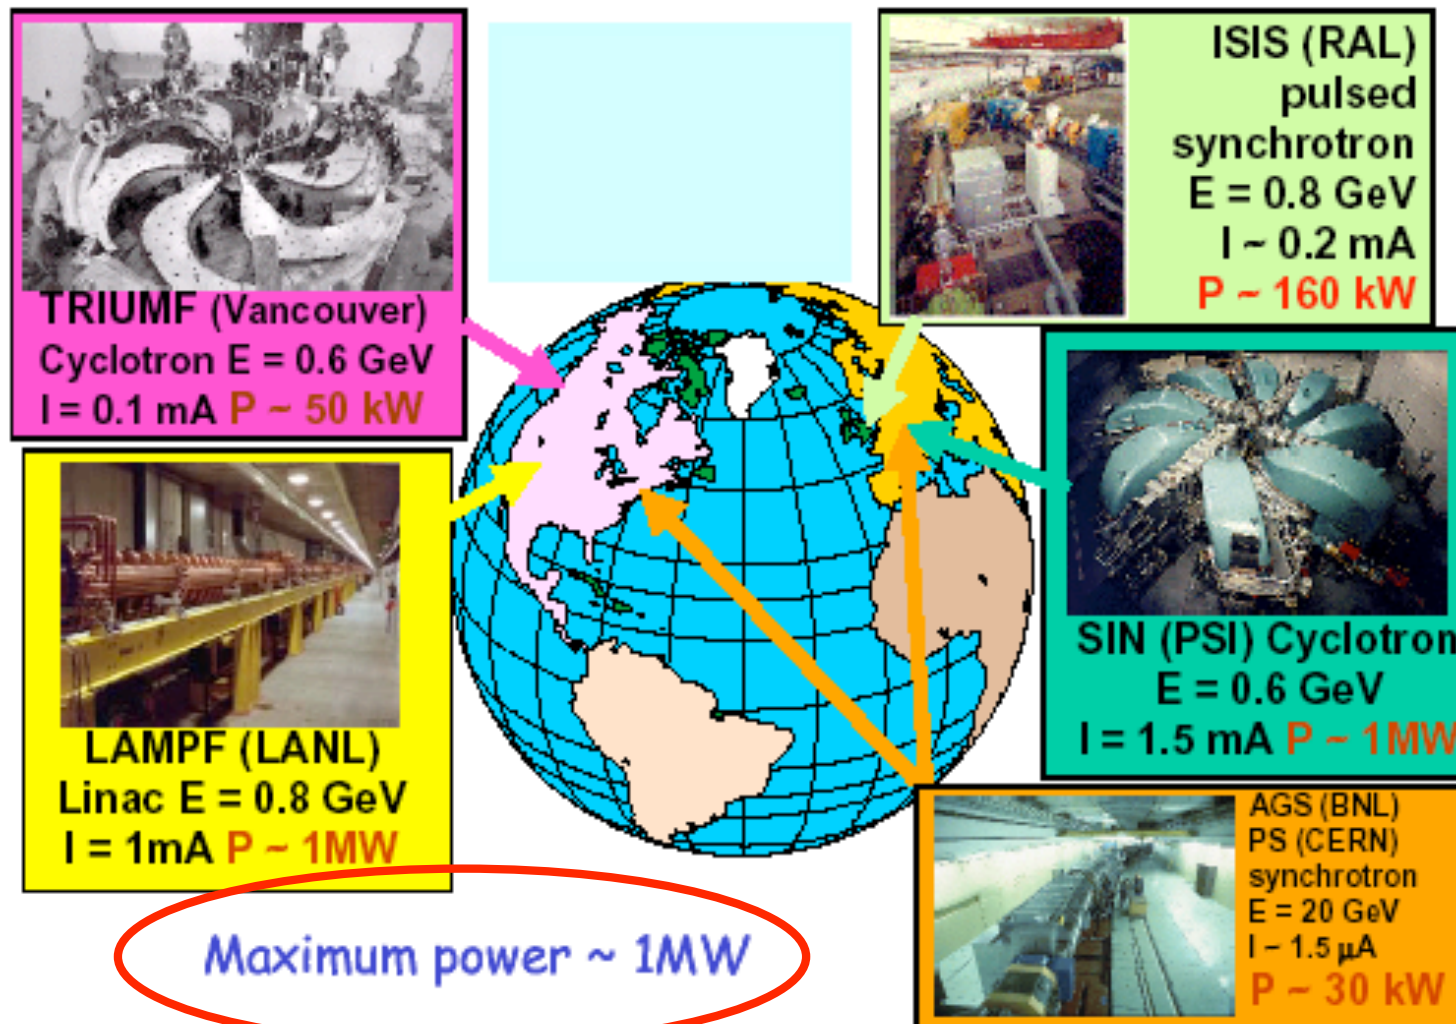 TRIUMF (Vancouver)
Cyclotron E = 0.6 GeV
I = 0.1 mA P ~ 50 kW
ISIS (RAL)
pulsed
synchrotron
E = 0.8 GeV
I ~ 0.2 mA
P ~ 160 kW
LAMPF (LANL)
Linac E = 0.8 GeV
I = 1mA P ~ 1MW
SIN (PSI) Cyclotron
E = 0.6 GeV
I = 1.5 mA P ~ 1MW
AGS (BNL)
PS (CERN)
synchrotron
E = 20 GeV
I ~ 1.5 μA
P ~ 30 kW
Maximum power ~ 1MW